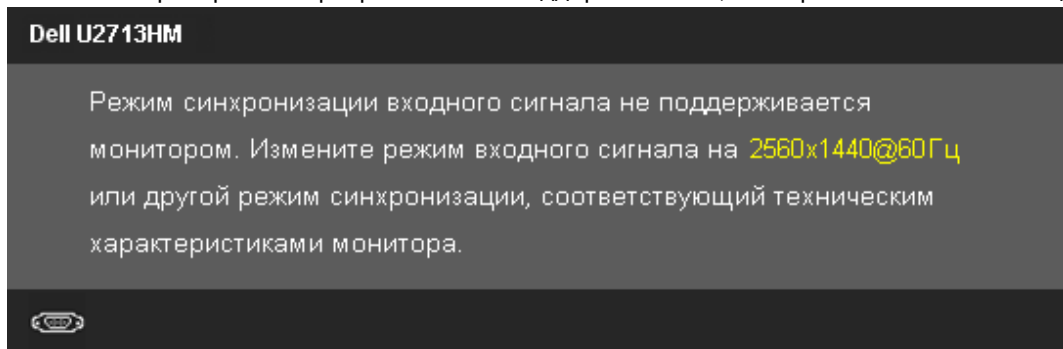 Dell U2713HM
Режим синхронизации входного сигнала не поддерживается
монитором. Измените режим входного сигнала на 2560x1440@60Гц
или другой режим синхронизации, соответствующий техническим
характеристиками монитора.